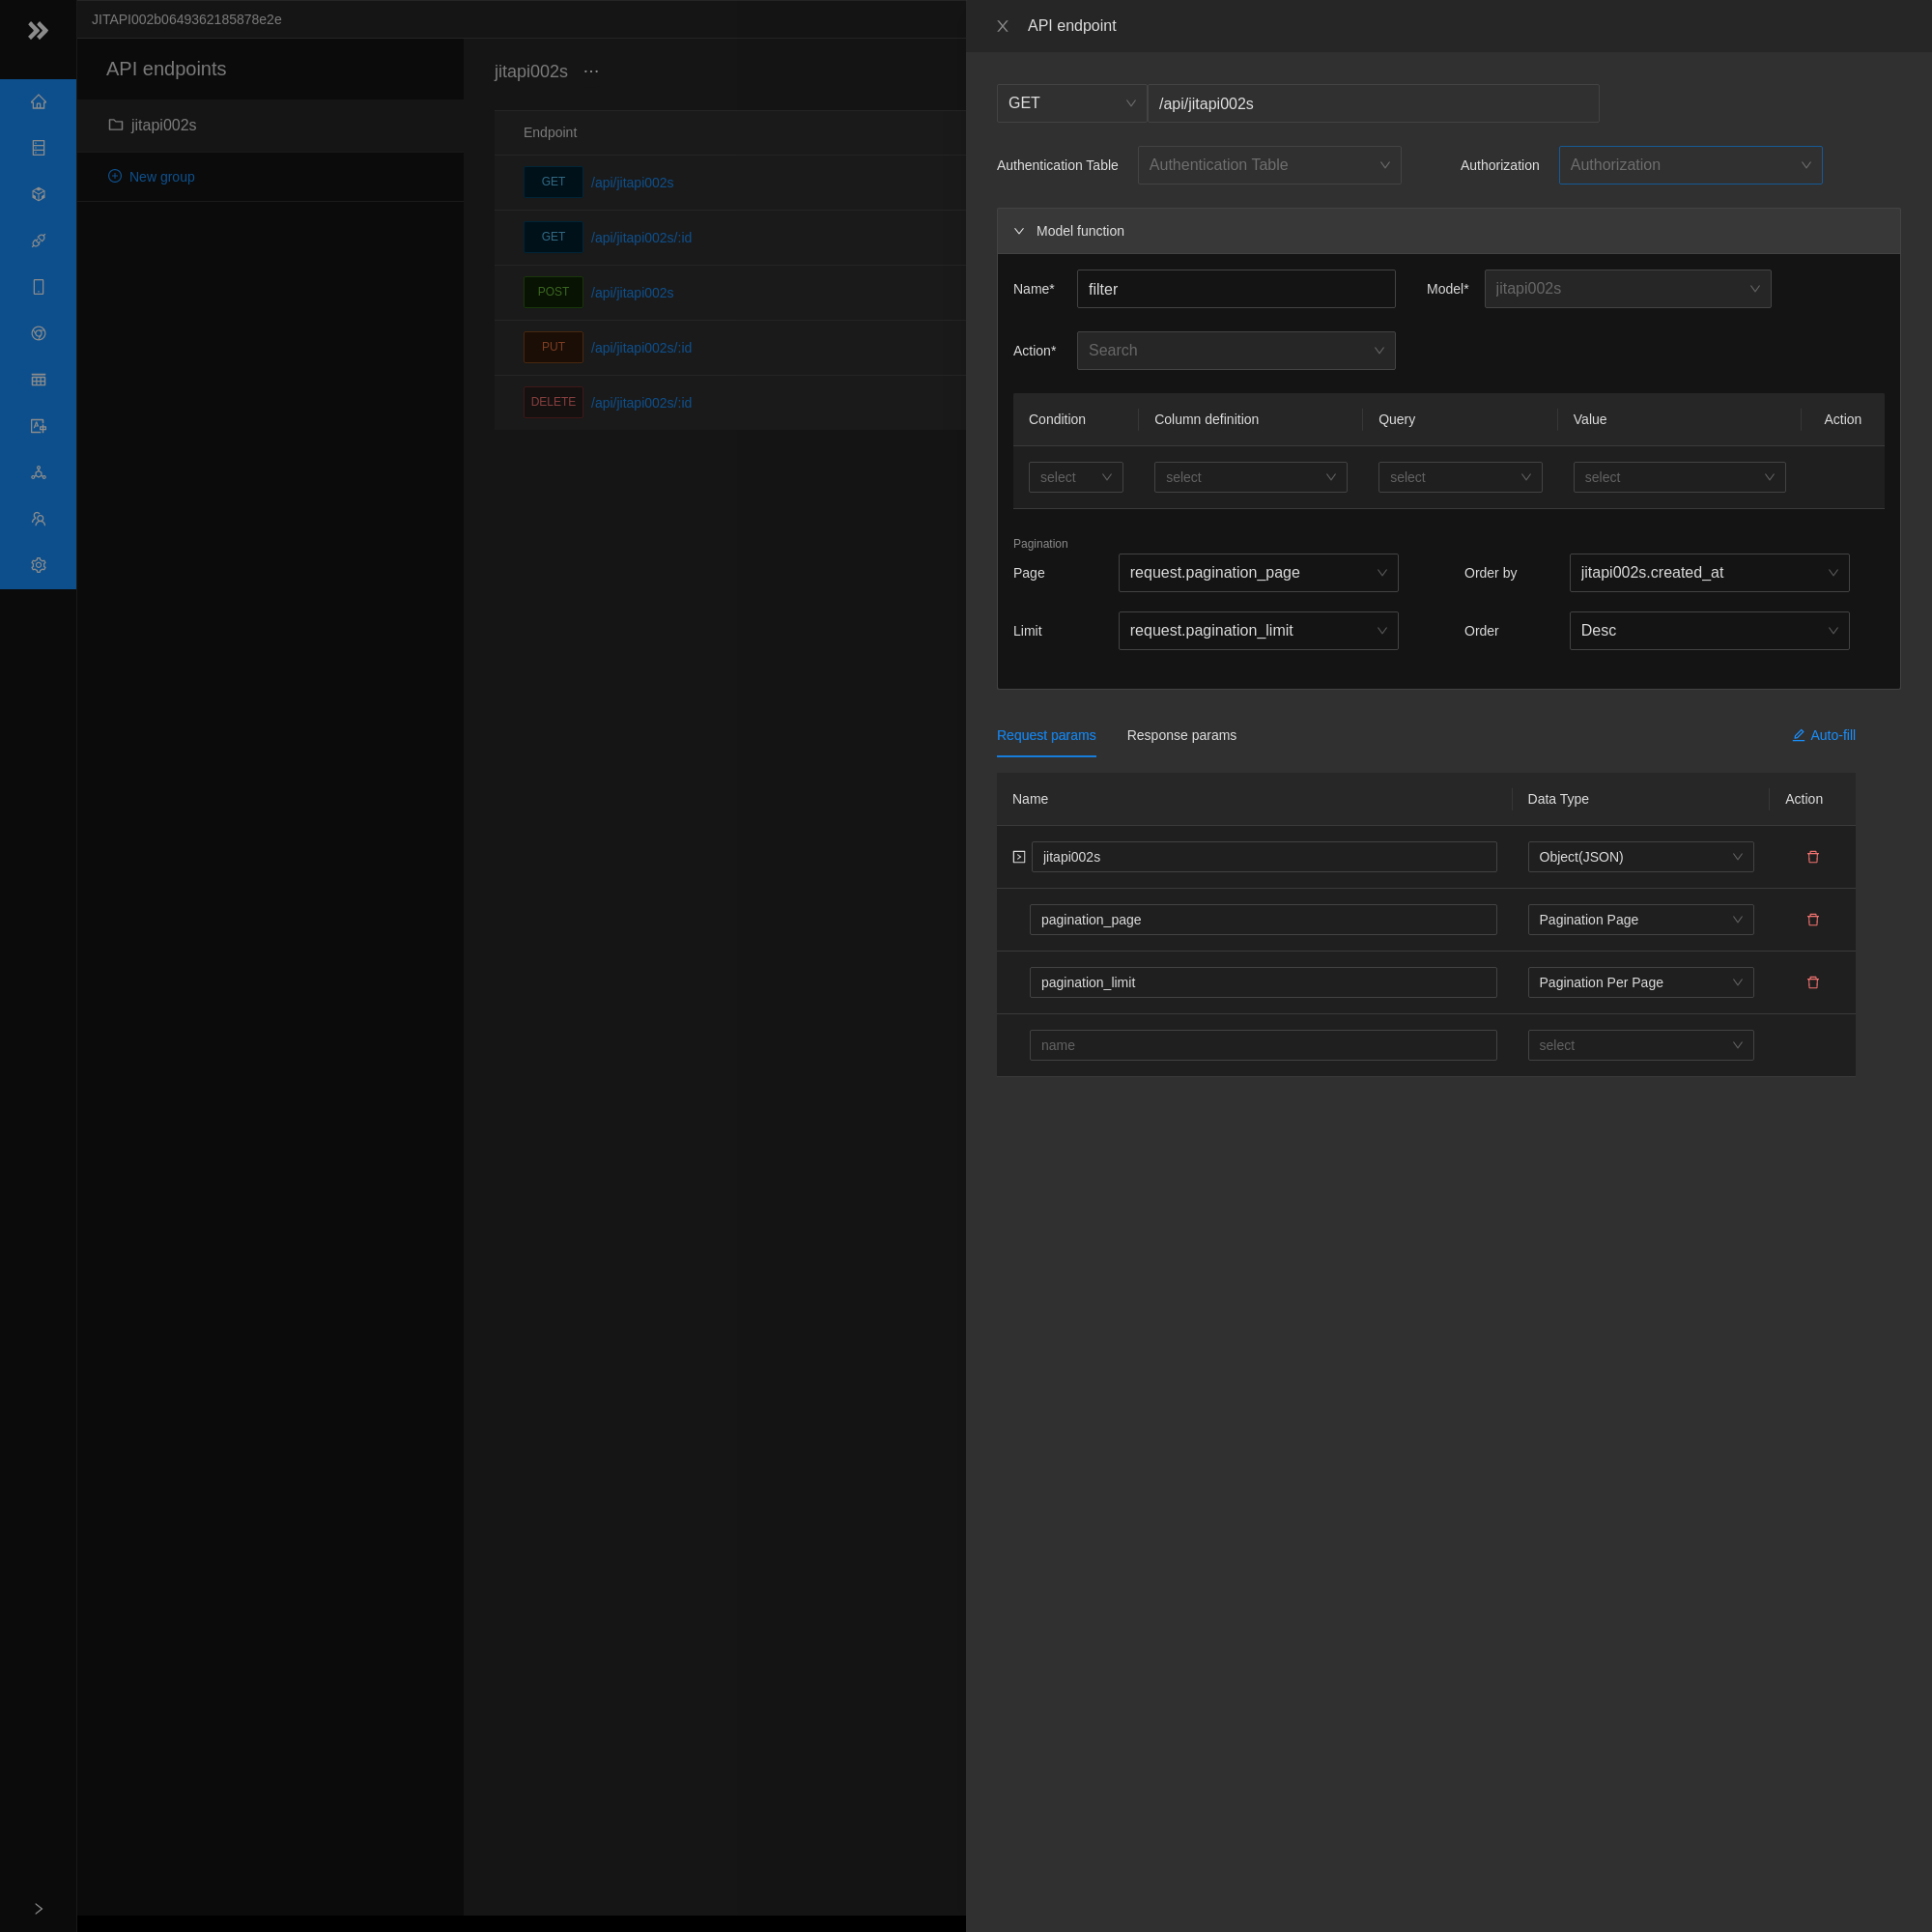 JITAPI002b0649362185878e2e
API endpoints
jitapi002s
New group
jitapi002s ···
Endpoint
GET /api/jitapi002s
GET /api/jitapi002s/:id
POST /api/jitapi002s
PUT /api/jitapi002s/:id
DELETE /api/jitapi002s/:id
API endpoint
GET /api/jitapi002s
Authentication Table Authentication Table Authorization Authorization
Model function
Name* filter Model* jitapi002s
Action* Search
Condition Column definition Query Value Action
select select select select
Pagination
Page request.pagination_page Order by jitapi002s.created_at
Limit request.pagination_limit Order Desc
Request params Response params Auto-fill
Name Data Type Action
jitapi002s Object(JSON)
pagination_page Pagination Page
pagination_limit Pagination Per Page
name select